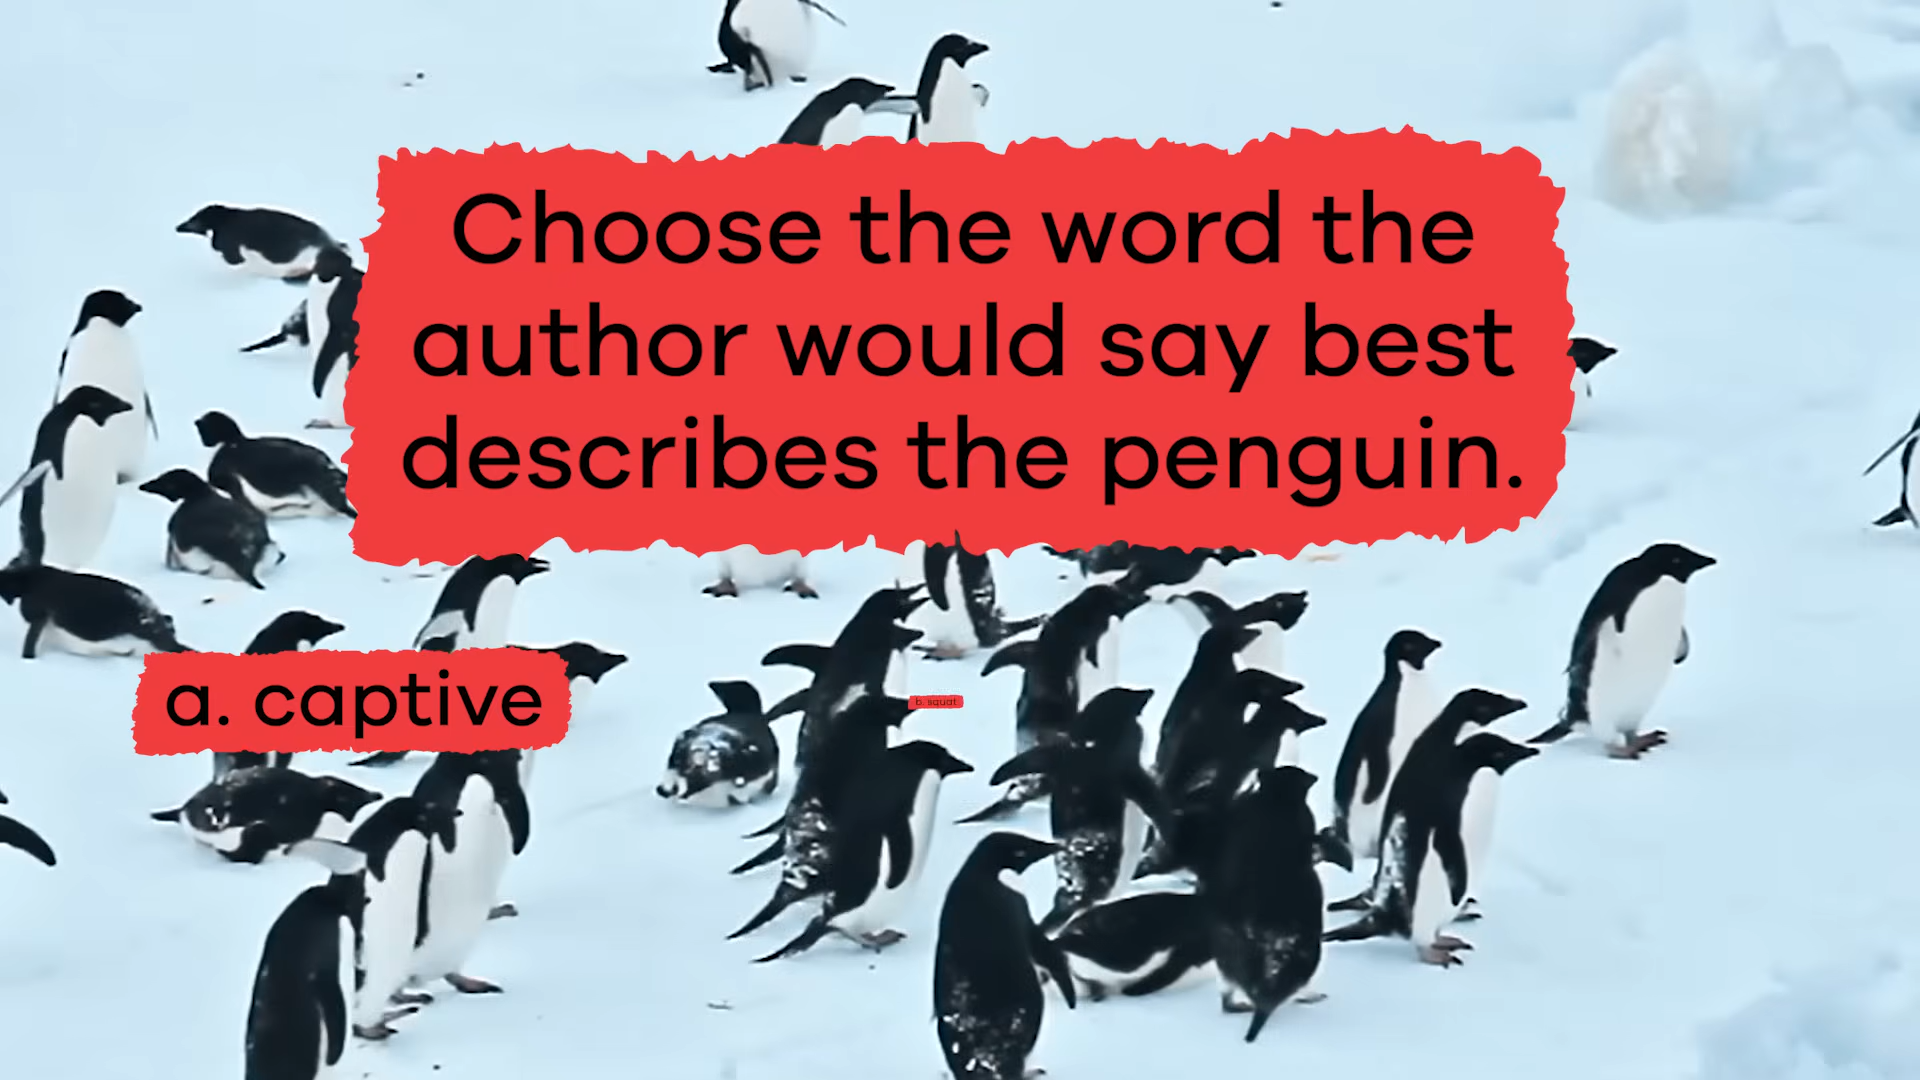 Choose the word the
author would say best
describes the penguin.
a. captive
b. squat